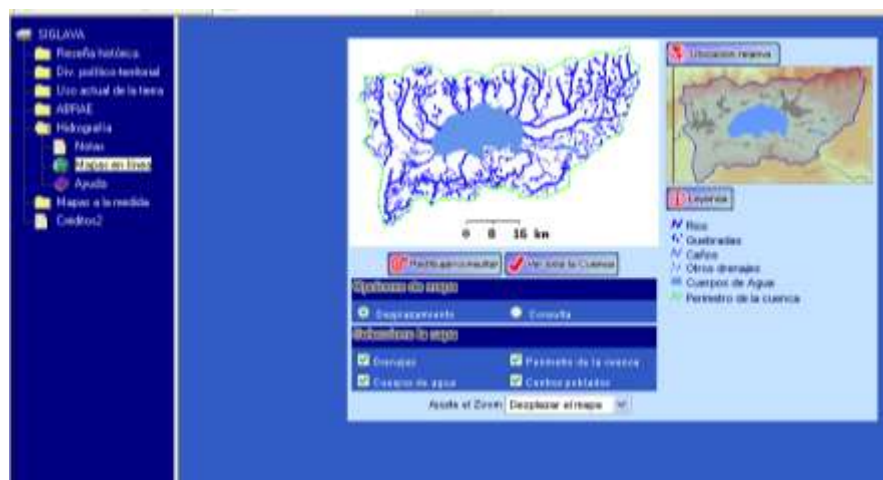 SIGLAVA
Reseña histórica
Div. político territorial
Uso actual de la tierra
ABRAE
Hidrografía
Notas
Mapas en línea
Ayuda
Mapas a la medida
Créditos2
0 8 16 km
Ver toda la Cuenca
Opciones de mapa
Desplazamiento
Consulta
Seleccione la capa
Drenajes
Perímetro de la cuenca
Cuerpos de agua
Centros poblados
Ajuste el Zoom
Desplazar el mapa
Ubicación relativa
Leyenda
Ríos
Quebradas
Caños
Otros drenajes
Cuerpos de Agua
Perímetro de la cuenca